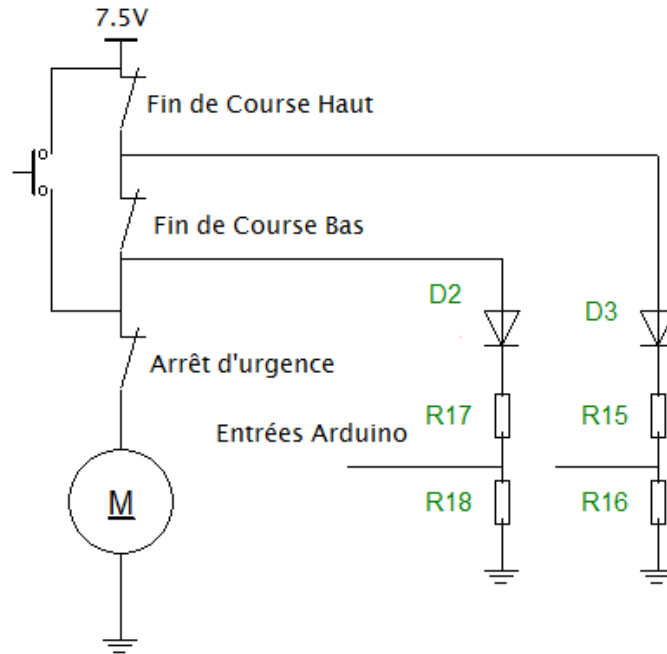 7.5V
Fin de Course Haut
Fin de Course Bas
D2
D3
Arrêt d'urgence
R17
R15
Entrées Arduino
M
R18
R16